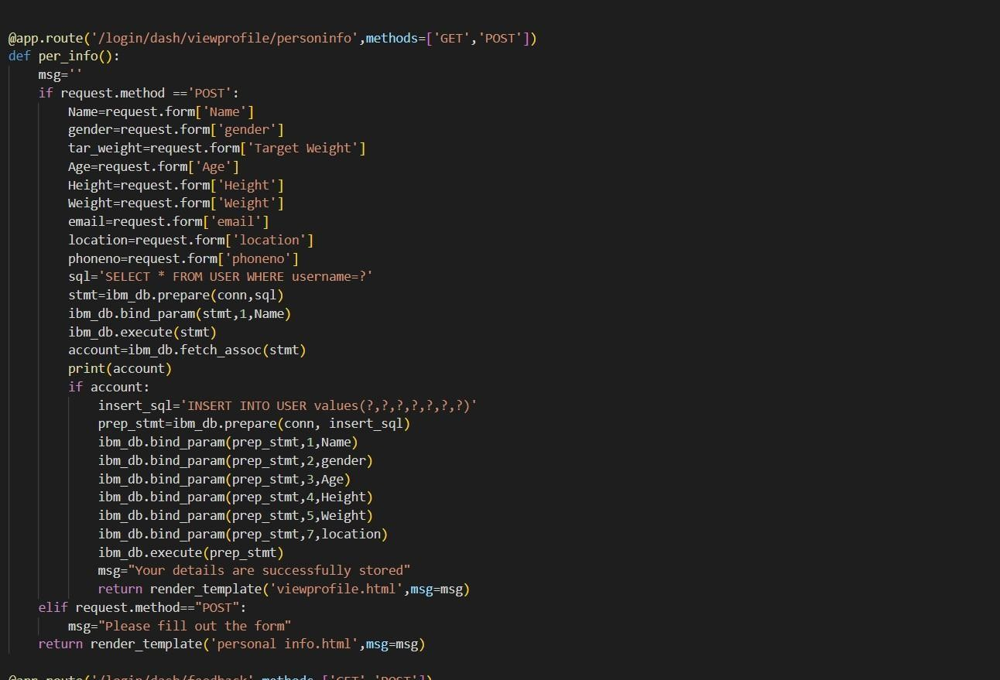 @app.route('/login/dash/viewprofile/personinfo',methods=['GET','POST'])
def per_info():
    msg=''
    if request.method =='POST':
        Name=request.form['Name']
        gender=request.form['gender']
        tar_weight=request.form['Target Weight']
        Age=request.form['Age']
        Height=request.form['Height']
        Weight=request.form['Weight']
        email=request.form['email']
        location=request.form['location']
        phoneno=request.form['phoneno']
        sql='SELECT * FROM USER WHERE username=?'
        stmt=ibm_db.prepare(conn,sql)
        ibm_db.bind_param(stmt,1,Name)
        ibm_db.execute(stmt)
        account=ibm_db.fetch_assoc(stmt)
        print(account)
        if account:
            insert_sql='INSERT INTO USER values(?,?,?,?,?,?,?)'
            prep_stmt=ibm_db.prepare(conn, insert_sql)
            ibm_db.bind_param(prep_stmt,1,Name)
            ibm_db.bind_param(prep_stmt,2,gender)
            ibm_db.bind_param(prep_stmt,3,Age)
            ibm_db.bind_param(prep_stmt,4,Height)
            ibm_db.bind_param(prep_stmt,5,Weight)
            ibm_db.bind_param(prep_stmt,7,location)
            ibm_db.execute(prep_stmt)
            msg="Your details are successfully stored"
            return render_template('viewprofile.html',msg=msg)
    elif request.method=="POST":
        msg="Please fill out the form"
    return render_template('personal info.html',msg=msg)
@app.route('/login/dash/feedback',methods=['GET','POST'])